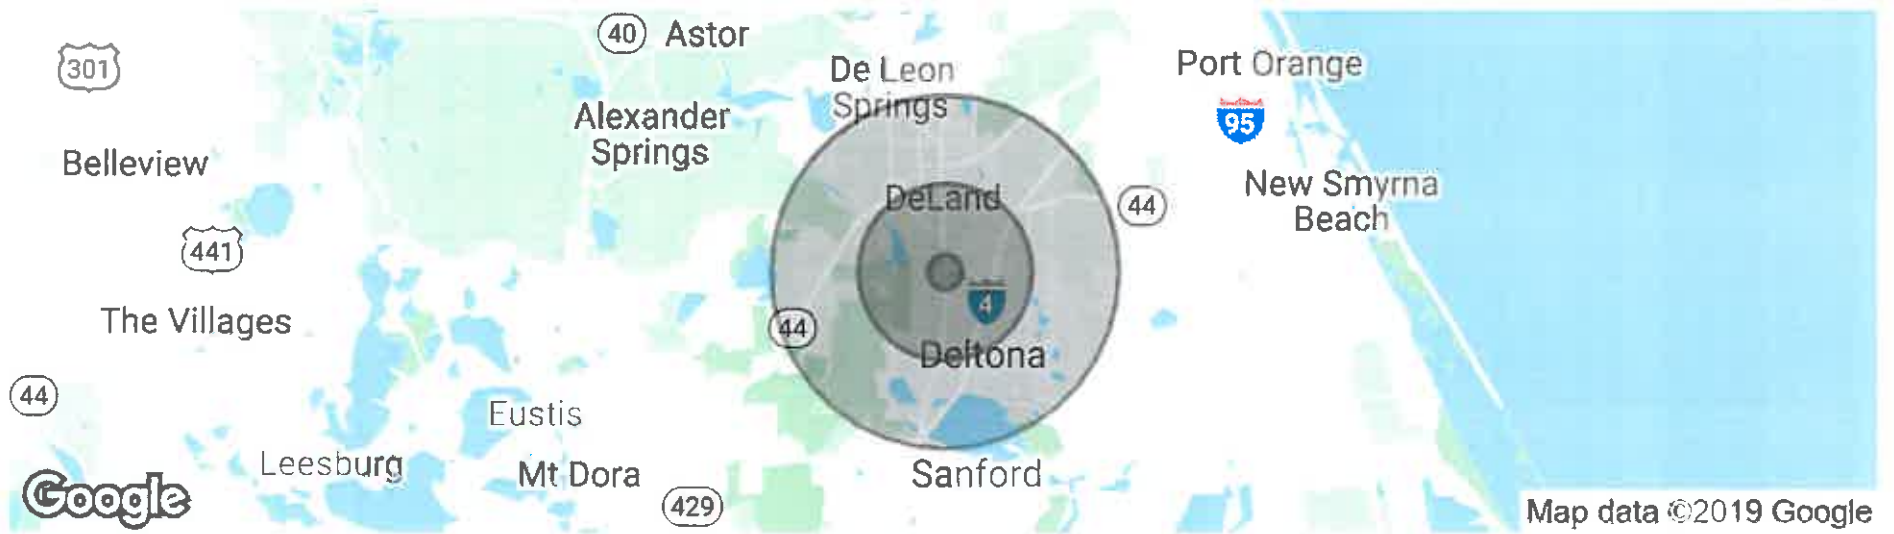 40 Astor
301
De Leon
Springs
Port Orange
95
Alexander
Springs
Belleview
DeLand
44
New Smyrna
Beach
441
4
The Villages
44
Deltona
44
Eustis
Leesburg
Mt Dora
Sanford
429
Google
Map data ©2019 Google